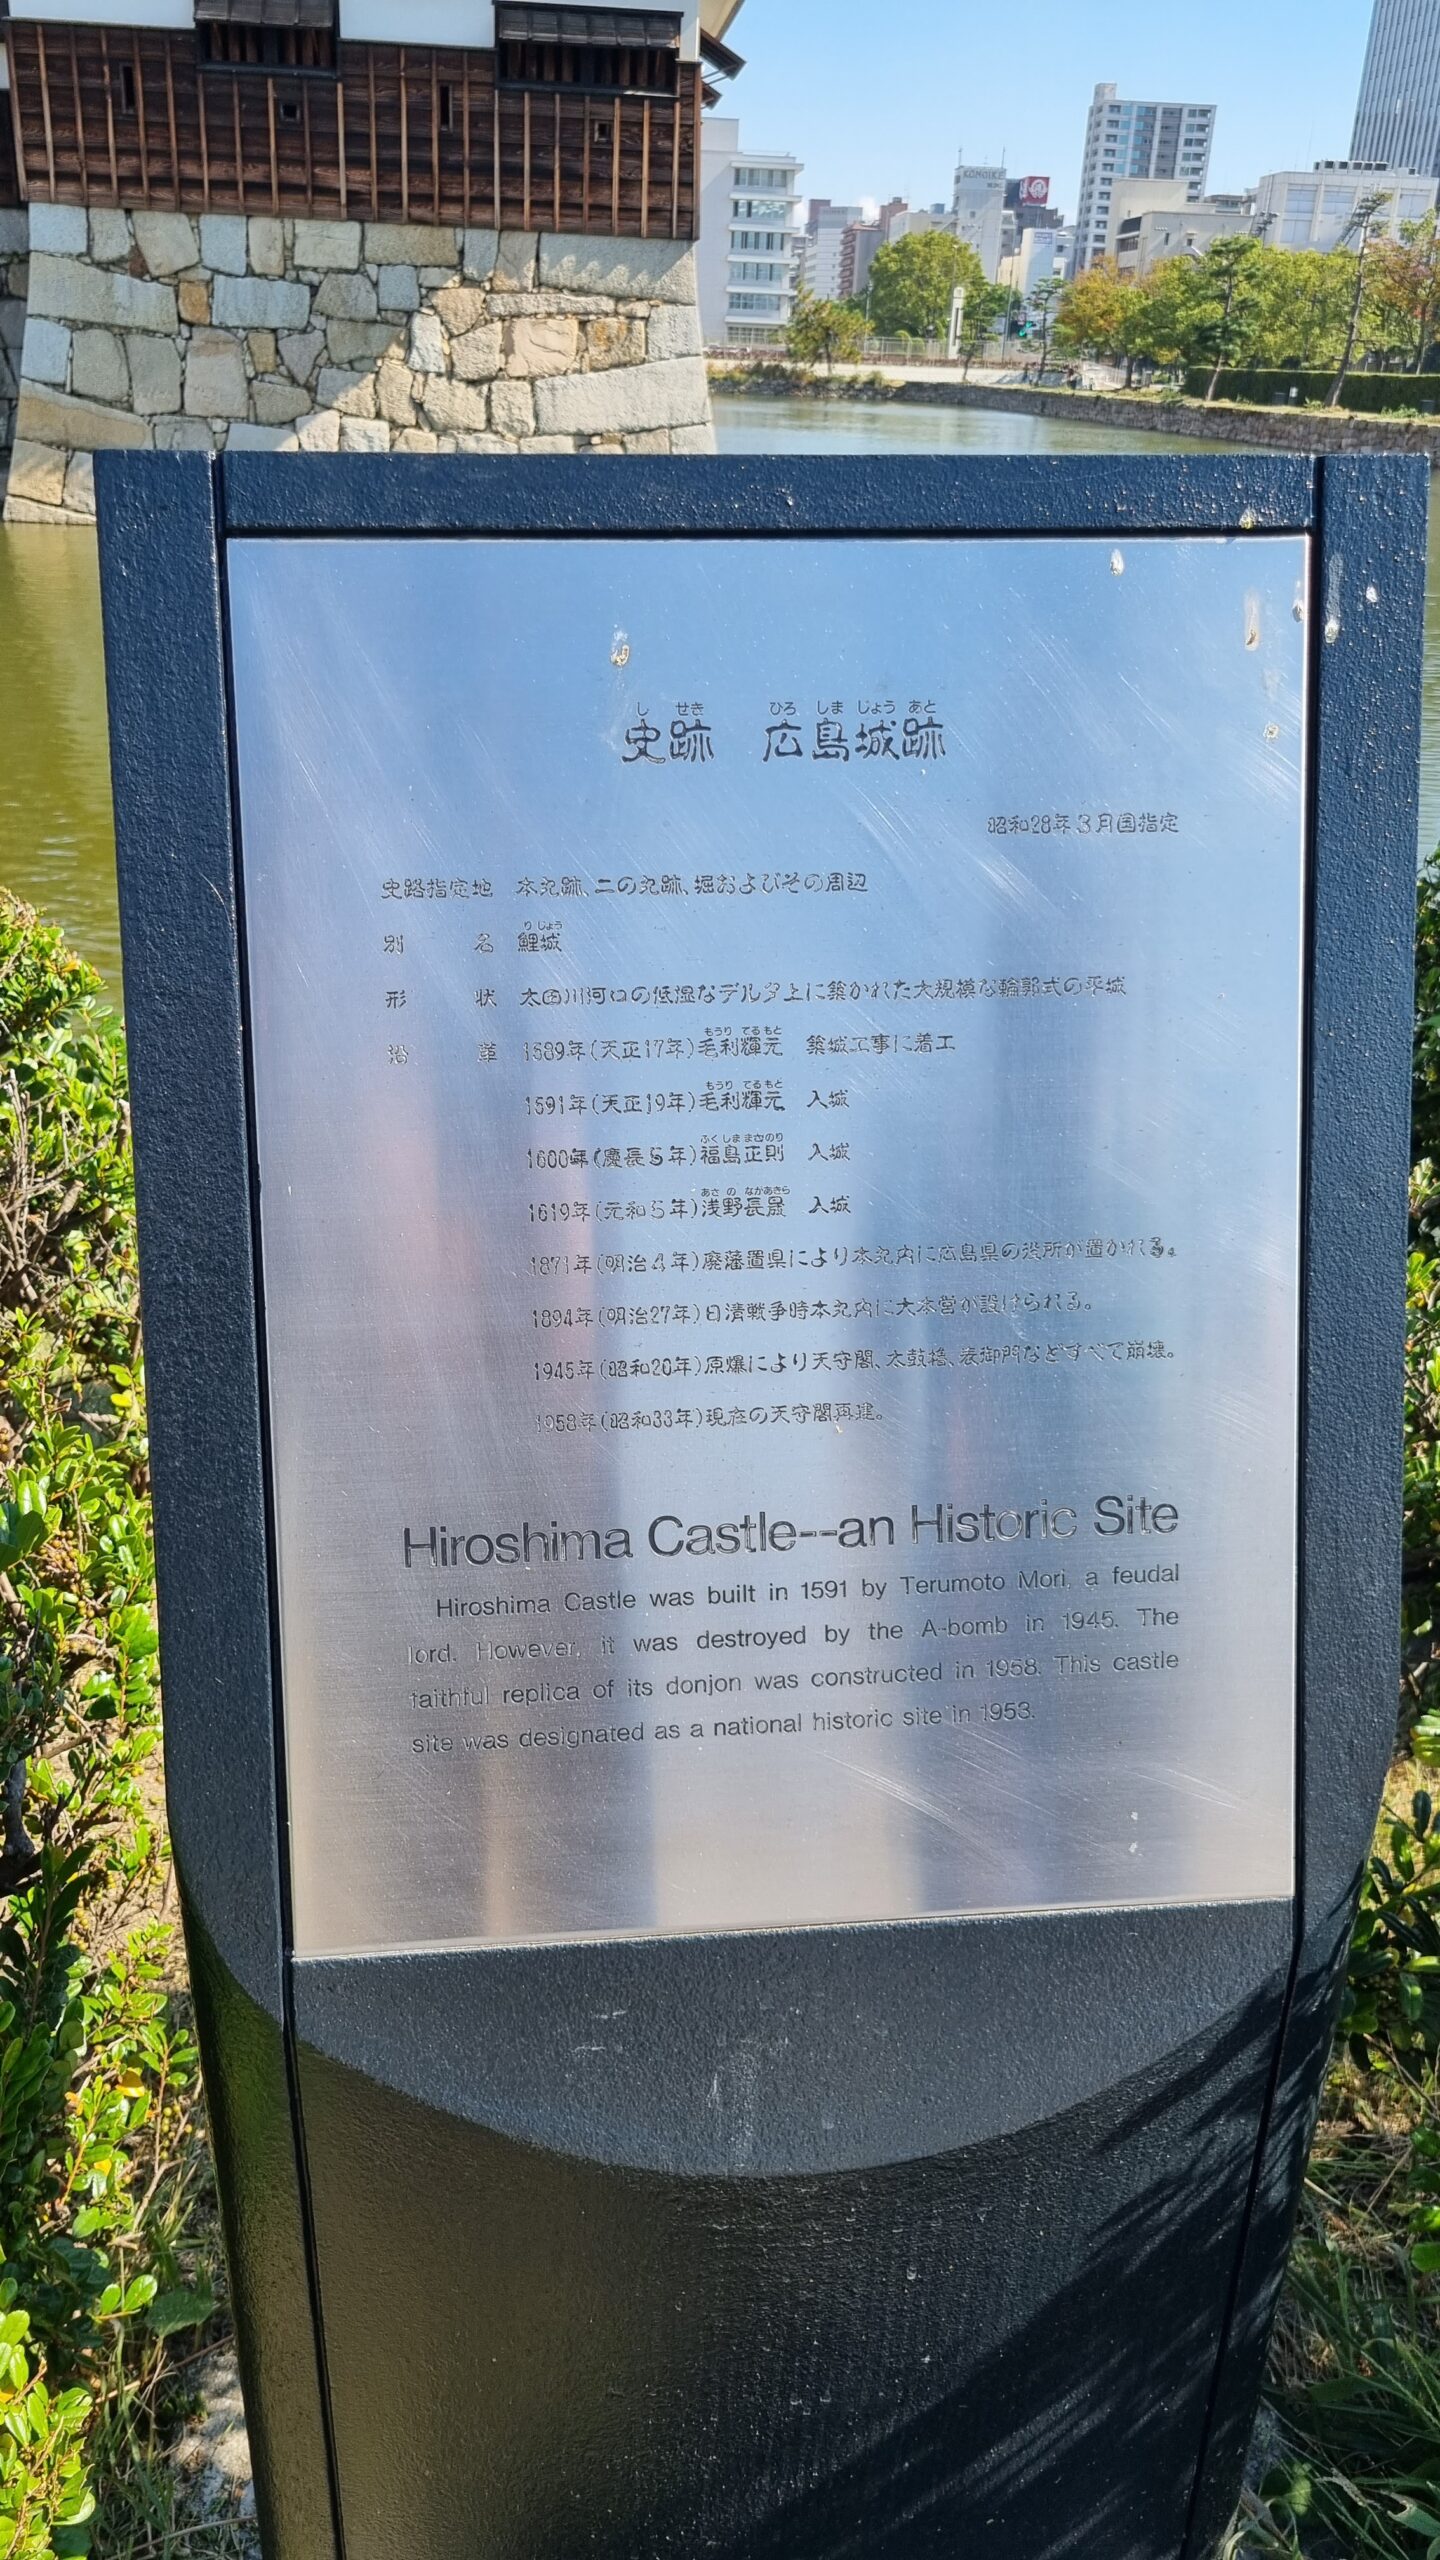 KONOIKE
し せき ひろ しま じょう あと
史跡 広島城跡
昭和28年3月国指定
史跡指定地 本丸跡、二の丸跡、堀およびその周辺
り じょう
別 名 鯉城
形 状 太田川河口の低湿なデルタ上に築かれた大規模な輪郭式の平城
もうり てるもと
沿 革 1589年(天正17年)毛利輝元 築城工事に着工
もうり てるもと
1591年(天正19年)毛利輝元 入城
ふくしま まさのり
1600年(慶長5年)福島正則 入城
あさ の ながあきら
1619年(元和5年)浅野長晟 入城
1871年(明治4年)廃藩置県により本丸内に広島県の役所が置かれる。
1894年(明治27年)日清戦争時本丸内に大本営が設けられる。
1945年(昭和20年)原爆により天守閣、太鼓櫓、表御門などすべて崩壊。
1958年(昭和33年)現在の天守閣再建。
Hiroshima Castle--an Historic Site
Hiroshima Castle was built in 1591 by Terumoto Mori, a feudal
lord. However, it was destroyed by the A-bomb in 1945. The
faithful replica of its donjon was constructed in 1958. This castle
site was designated as a national historic site in 1953.